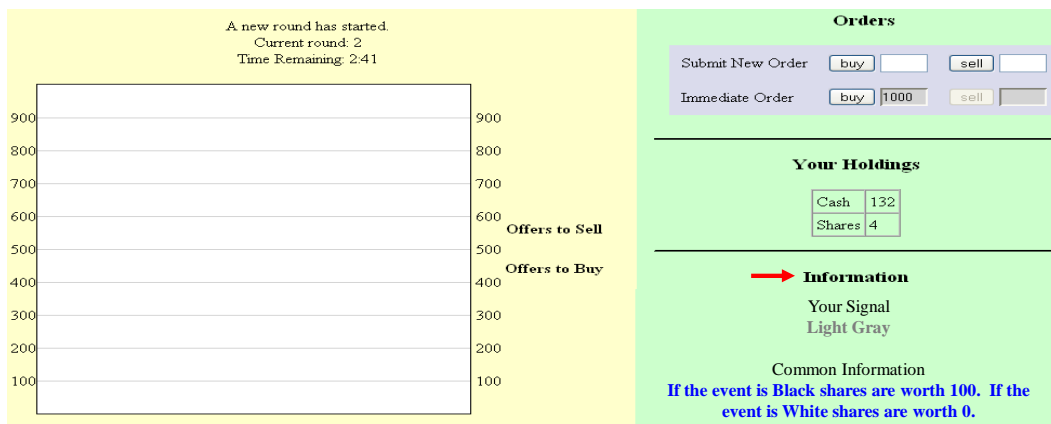 A new round has started.
Current round: 2
Time Remaining: 2:41
900
800
700
600
500
400
300
200
100
900
800
700
600
500
400
300
200
100
Offers to Sell
Offers to Buy
Orders
Submit New Order buy sell
Immediate Order buy 1000 sell
Your Holdings
Cash 132
Shares 4
Information
Your Signal
Light Gray
Common Information
If the event is Black shares are worth 100. If the
event is White shares are worth 0.